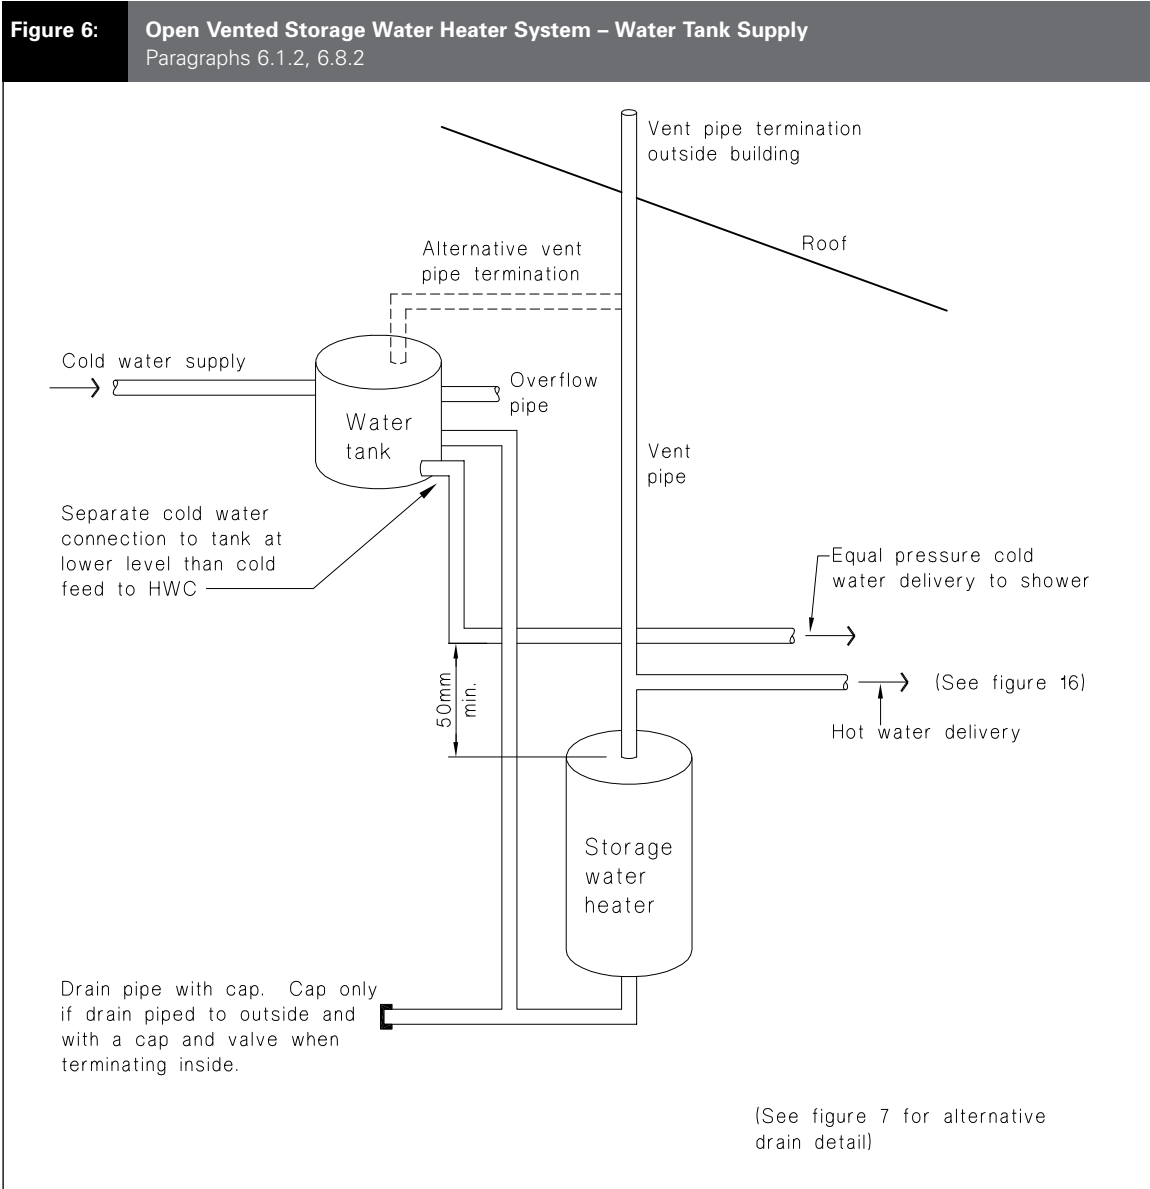 Figure 6:
Open Vented Storage Water Heater System – Water Tank Supply
Paragraphs 6.1.2, 6.8.2
Vent pipe termination
outside building
Roof
Alternative vent
pipe termination
Cold water supply
Overflow
pipe
Water
tank
Vent
pipe
Separate cold water
connection to tank at
lower level than cold
feed to HWC
Equal pressure cold
water delivery to shower
50mm
min.
(See figure 16)
Hot water delivery
Storage
water
heater
Drain pipe with cap. Cap only
if drain piped to outside and
with a cap and valve when
terminating inside.
(See figure 7 for alternative
drain detail)